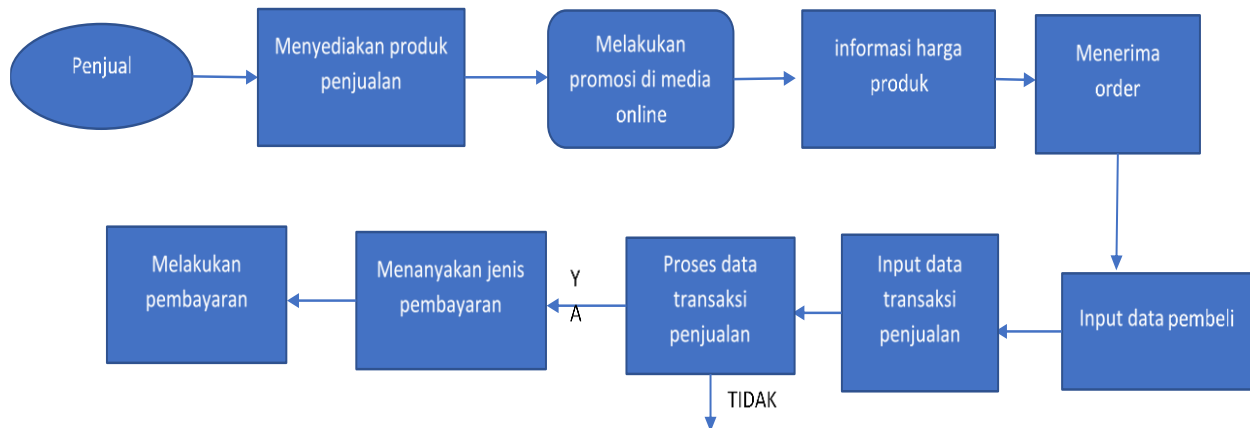 Penjual
Menyediakan produk
penjualan
Melakukan
promosi di media
online
informasi harga
produk
Menerima
order
Melakukan
pembayaran
Menanyakan jenis
pembayaran
Y
A
Proses data
transaksi
penjualan
Input data
transaksi
penjualan
Input data pembeli
TIDAK